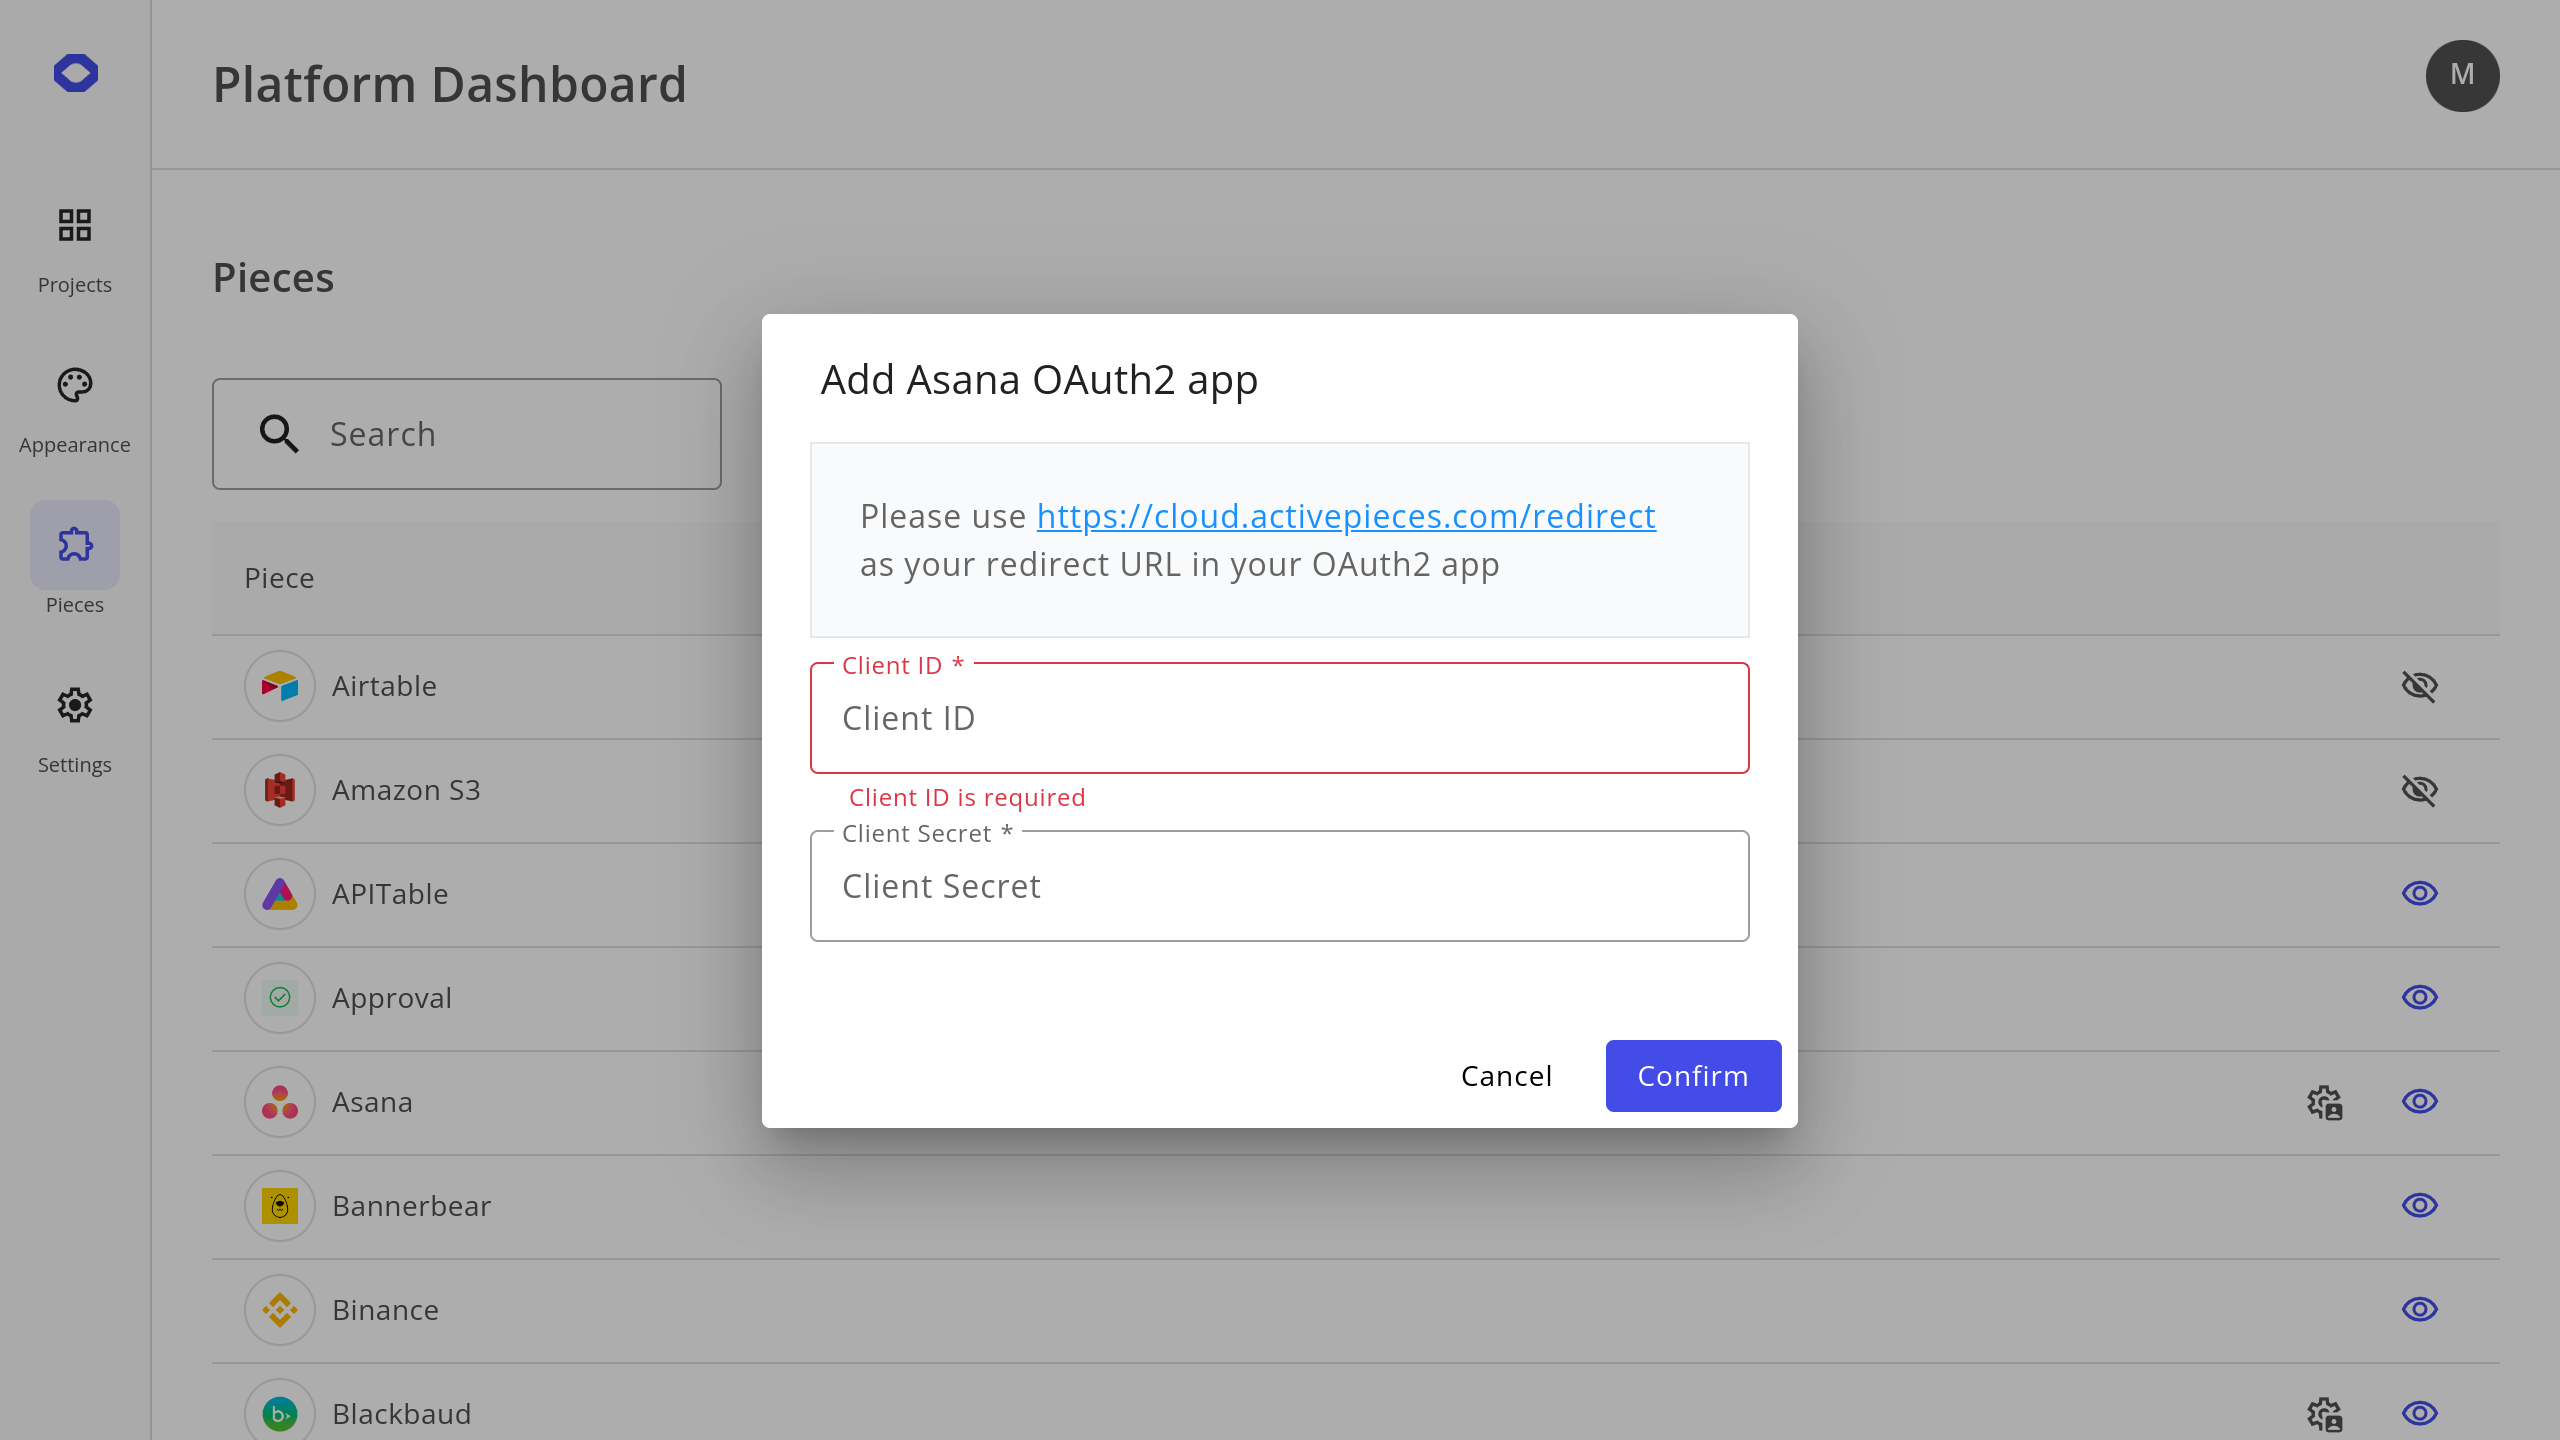 Platform Dashboard
M
Projects
Appearance
Pieces
Settings
Pieces
Search
Piece
Airtable
Amazon S3
APITable
Approval
Asana
Bannerbear
Binance
Blackbaud
Add Asana OAuth2 app
Please use https://cloud.activepieces.com/redirect
as your redirect URL in your OAuth2 app
Client ID *
Client ID
Client ID is required
Client Secret *
Client Secret
Cancel
Confirm